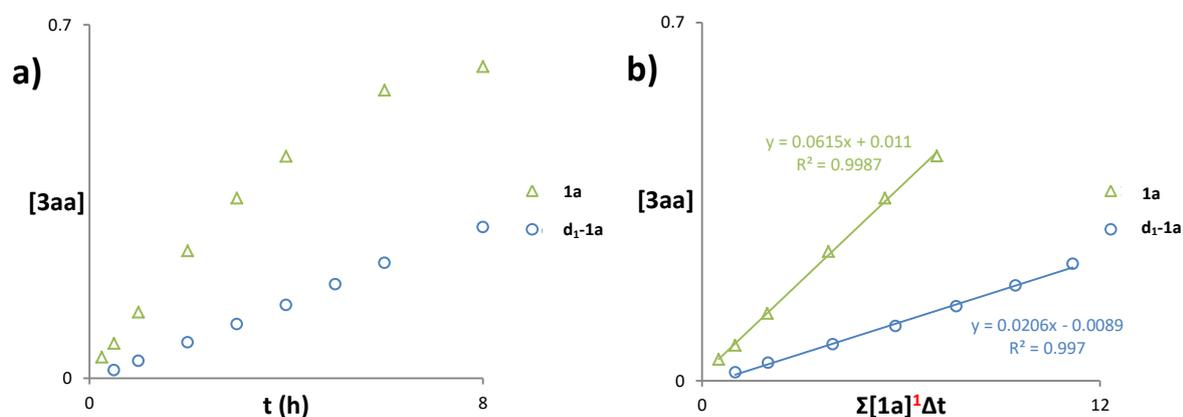 a)
0.7
[3aa]
0
0
t (h)
8
1a
d₁-1a
b)
0.7
[3aa]
0
0
Σ[1a]¹Δt
12
y = 0.0615x + 0.011
R² = 0.9987
y = 0.0206x - 0.0089
R² = 0.997
1a
d₁-1a